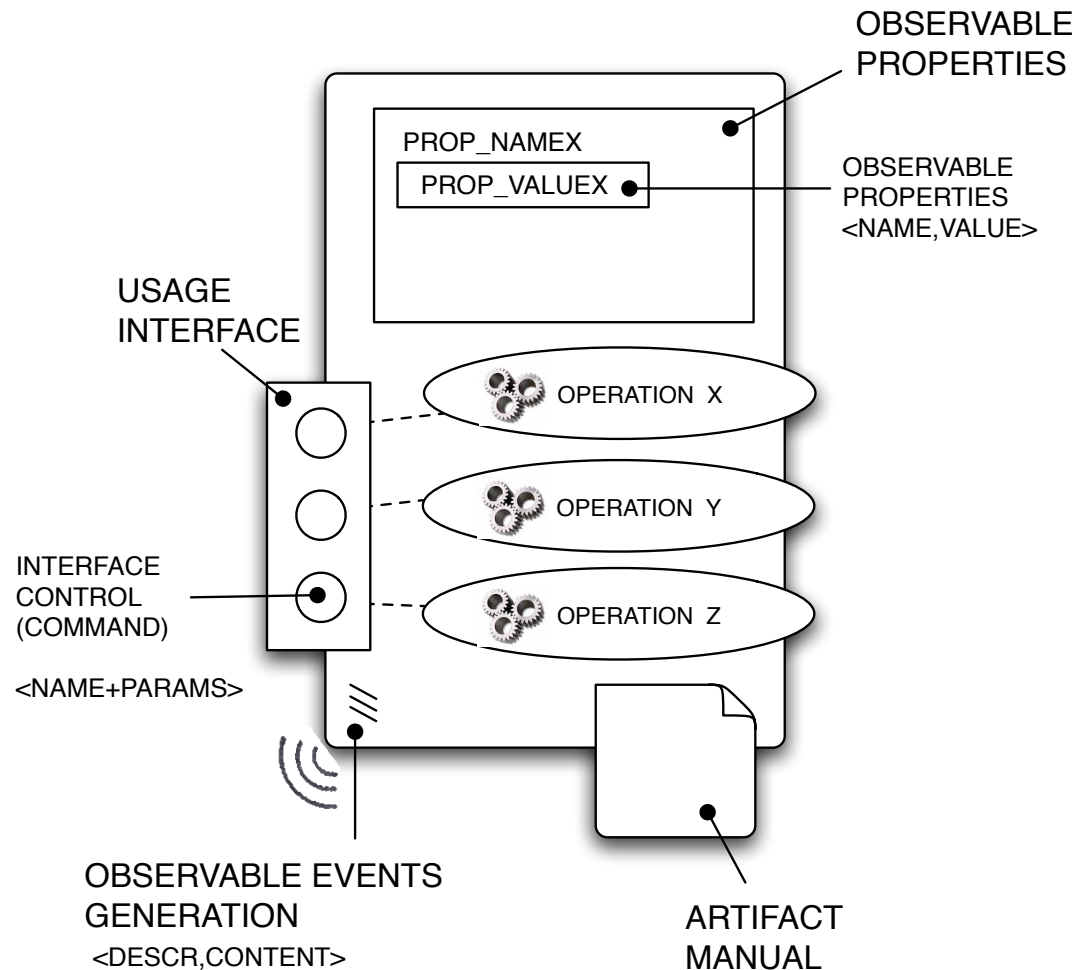 OBSERVABLE
PROPERTIES
PROP_NAMEX
PROP_VALUEX
OBSERVABLE
PROPERTIES
<NAME,VALUE>
USAGE
INTERFACE
OPERATION X
OPERATION Y
INTERFACE
CONTROL
(COMMAND)
OPERATION Z
<NAME+PARAMS>
OBSERVABLE EVENTS
GENERATION
<DESCR,CONTENT>
ARTIFACT
MANUAL